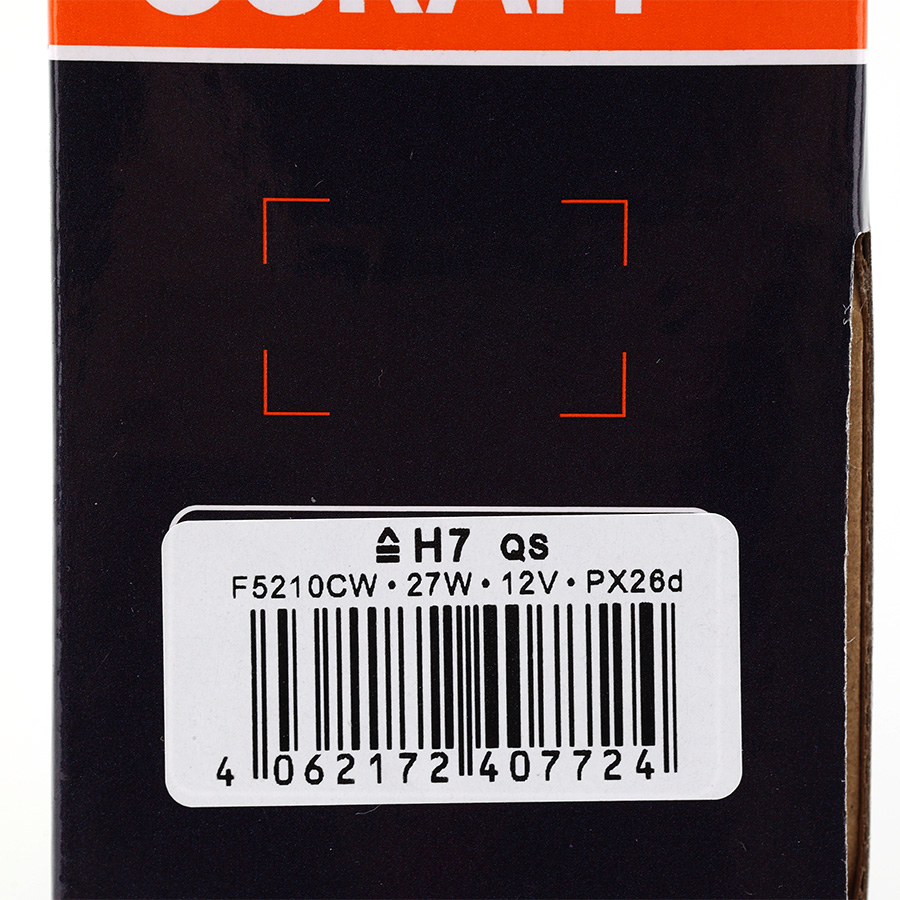 ≙ H7 QS
F5210CW · 27W · 12V · PX26d
4 062172 407724